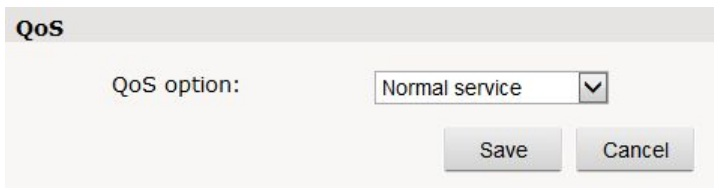 QoS
QoS option: Normal service
Save Cancel